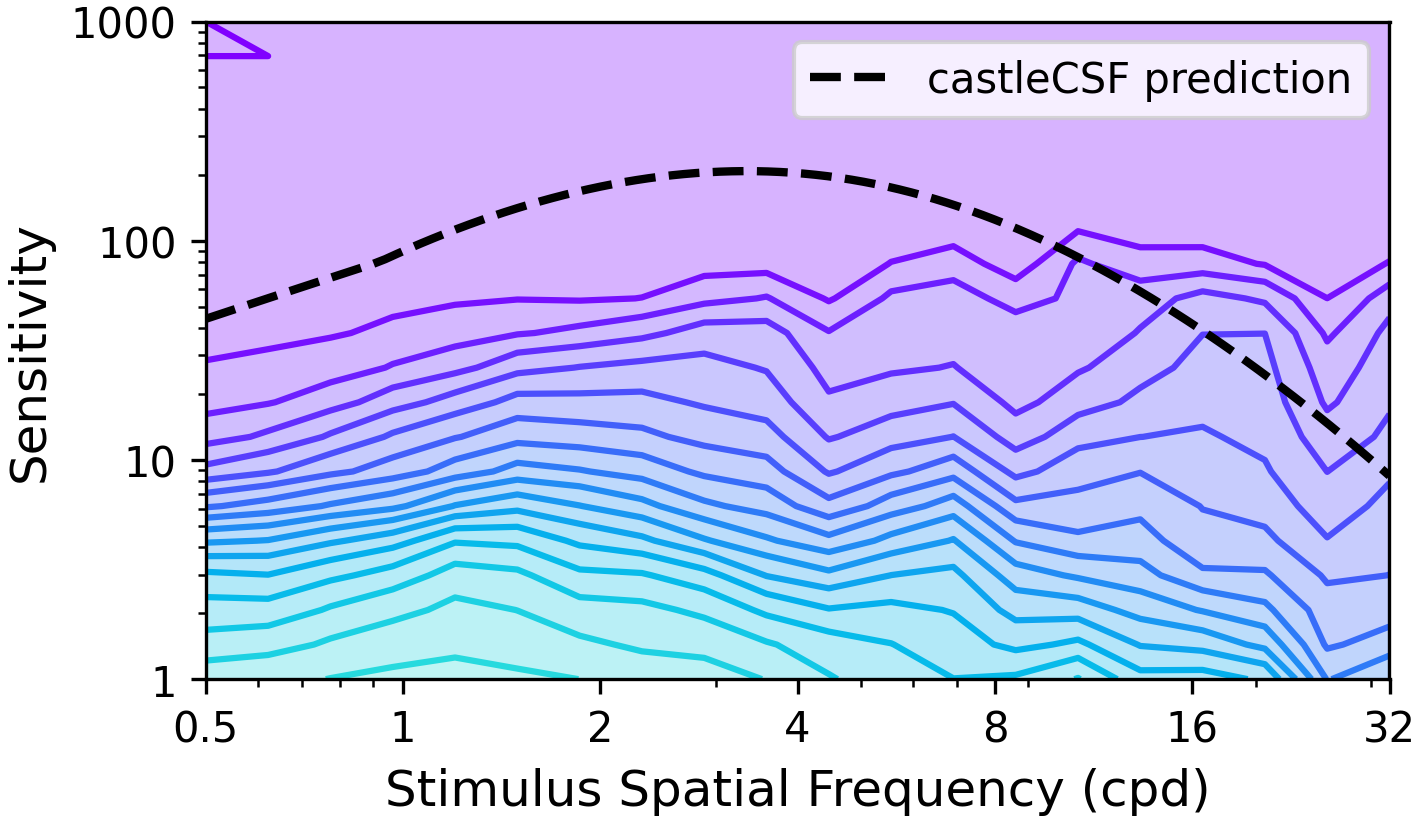 1000
100
10
1
Sensitivity
castleCSF prediction
0.5 1 2 4 8 16 32
Stimulus Spatial Frequency (cpd)